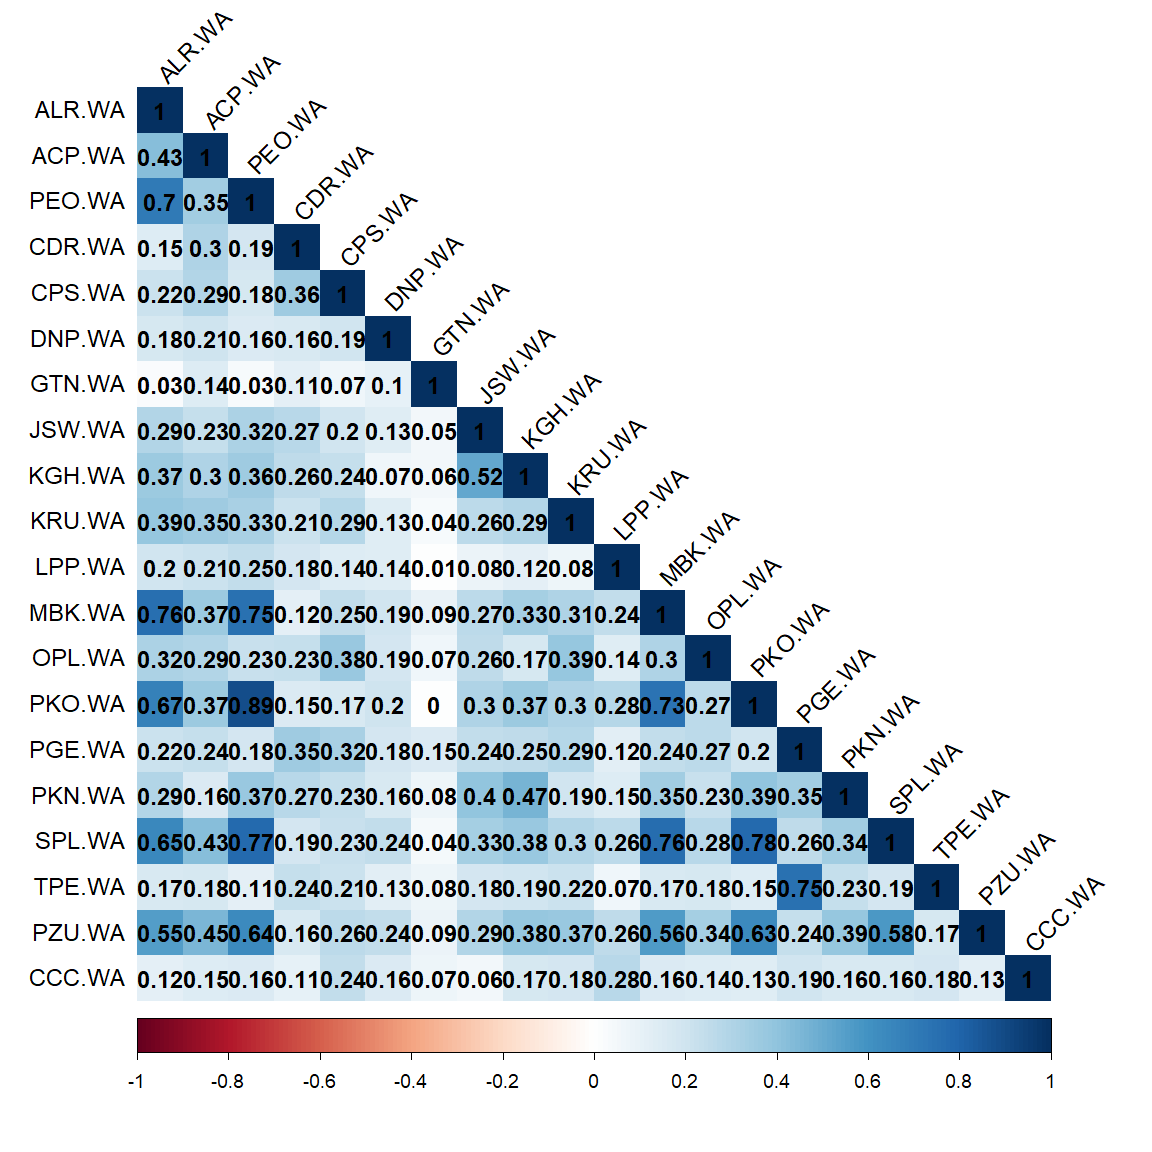 ALR.WA
ALR.WA 1 ACP.WA
ACP.WA 0.43 1 PEO.WA
PEO.WA 0.7 0.35 1 CDR.WA
CDR.WA 0.15 0.3 0.19 1 CPS.WA
CPS.WA 0.22 0.29 0.18 0.36 1 DNP.WA
DNP.WA 0.18 0.21 0.16 0.16 0.19 1 GTN.WA
GTN.WA 0.03 0.14 0.03 0.11 0.07 0.1 1 JSW.WA
JSW.WA 0.29 0.23 0.32 0.27 0.2 0.13 0.05 1 KGH.WA
KGH.WA 0.37 0.3 0.36 0.26 0.24 0.07 0.06 0.52 1 KRU.WA
KRU.WA 0.39 0.35 0.33 0.21 0.29 0.13 0.04 0.26 0.29 1 LPP.WA
LPP.WA 0.2 0.21 0.25 0.18 0.14 0.14 0.01 0.08 0.12 0.08 1 MBK.WA
MBK.WA 0.76 0.37 0.75 0.12 0.25 0.19 0.09 0.27 0.33 0.31 0.24 1 OPL.WA
OPL.WA 0.32 0.29 0.23 0.23 0.38 0.19 0.07 0.26 0.17 0.39 0.14 0.3 1 PKO.WA
PKO.WA 0.67 0.37 0.89 0.15 0.17 0.2 0 0.3 0.37 0.3 0.28 0.73 0.27 1 PGE.WA
PGE.WA 0.22 0.24 0.18 0.35 0.32 0.18 0.15 0.24 0.25 0.29 0.12 0.24 0.27 0.2 1 PKN.WA
PKN.WA 0.29 0.16 0.37 0.27 0.23 0.16 0.08 0.4 0.47 0.19 0.15 0.35 0.23 0.39 0.35 1 SPL.WA
SPL.WA 0.65 0.43 0.77 0.19 0.23 0.24 0.04 0.33 0.38 0.3 0.26 0.76 0.28 0.78 0.26 0.34 1 TPE.WA
TPE.WA 0.17 0.18 0.11 0.24 0.21 0.13 0.08 0.18 0.19 0.22 0.07 0.17 0.18 0.15 0.75 0.23 0.19 1 PZU.WA
PZU.WA 0.55 0.45 0.64 0.16 0.26 0.24 0.09 0.29 0.38 0.37 0.26 0.56 0.34 0.63 0.24 0.39 0.58 0.17 1 CCC.WA
CCC.WA 0.12 0.15 0.16 0.11 0.24 0.16 0.07 0.06 0.17 0.18 0.28 0.16 0.14 0.13 0.19 0.16 0.16 0.18 0.13 1
-1 -0.8 -0.6 -0.4 -0.2 0 0.2 0.4 0.6 0.8 1